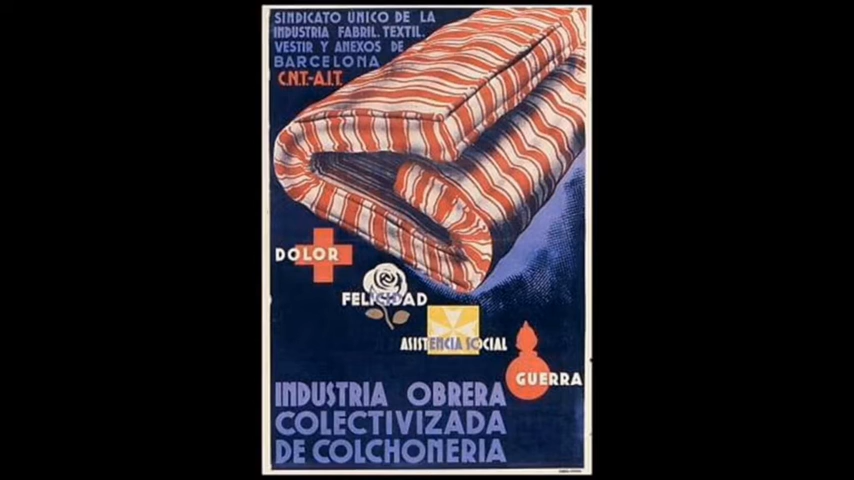 SINDICATO ÚNICO DE LA
INDUSTRIA FABRIL. TEXTIL.
VESTIR Y ANEXOS DE
BARCELONA
C.N.T.-A.I.T.
DOLOR
FELICIDAD
ASISTENCIA SOCIAL
GUERRA
INDUSTRIA OBRERA
COLECTIVIZADA
DE COLCHONERIA